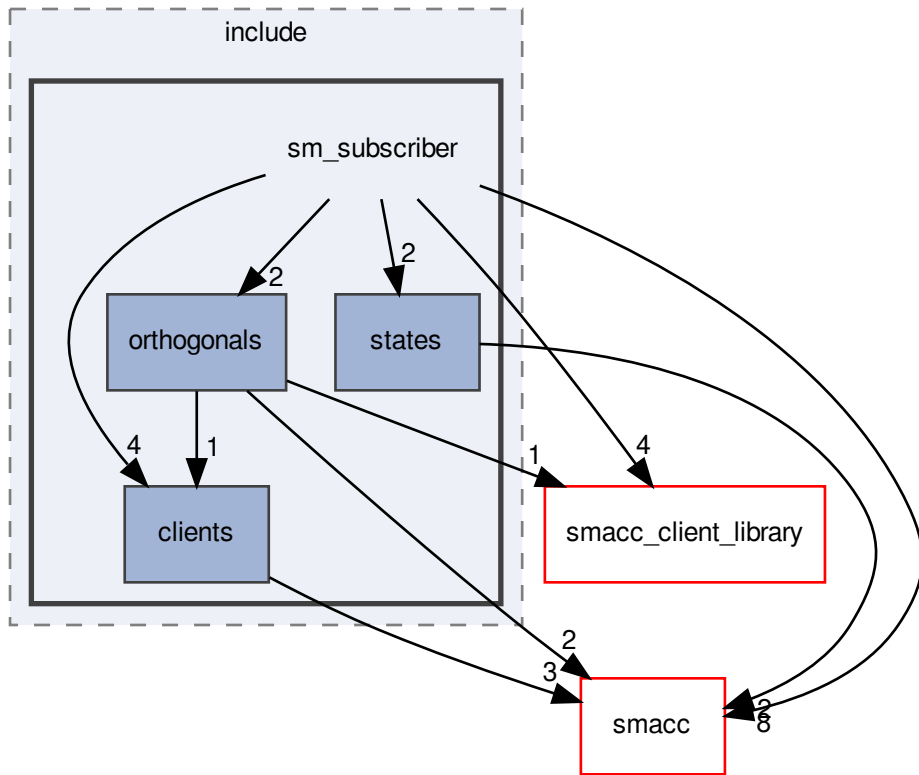 include
sm_subscriber
2
2
orthogonals
states
4
1
1
4
clients
smacc_client_library
2
3
2
8
smacc